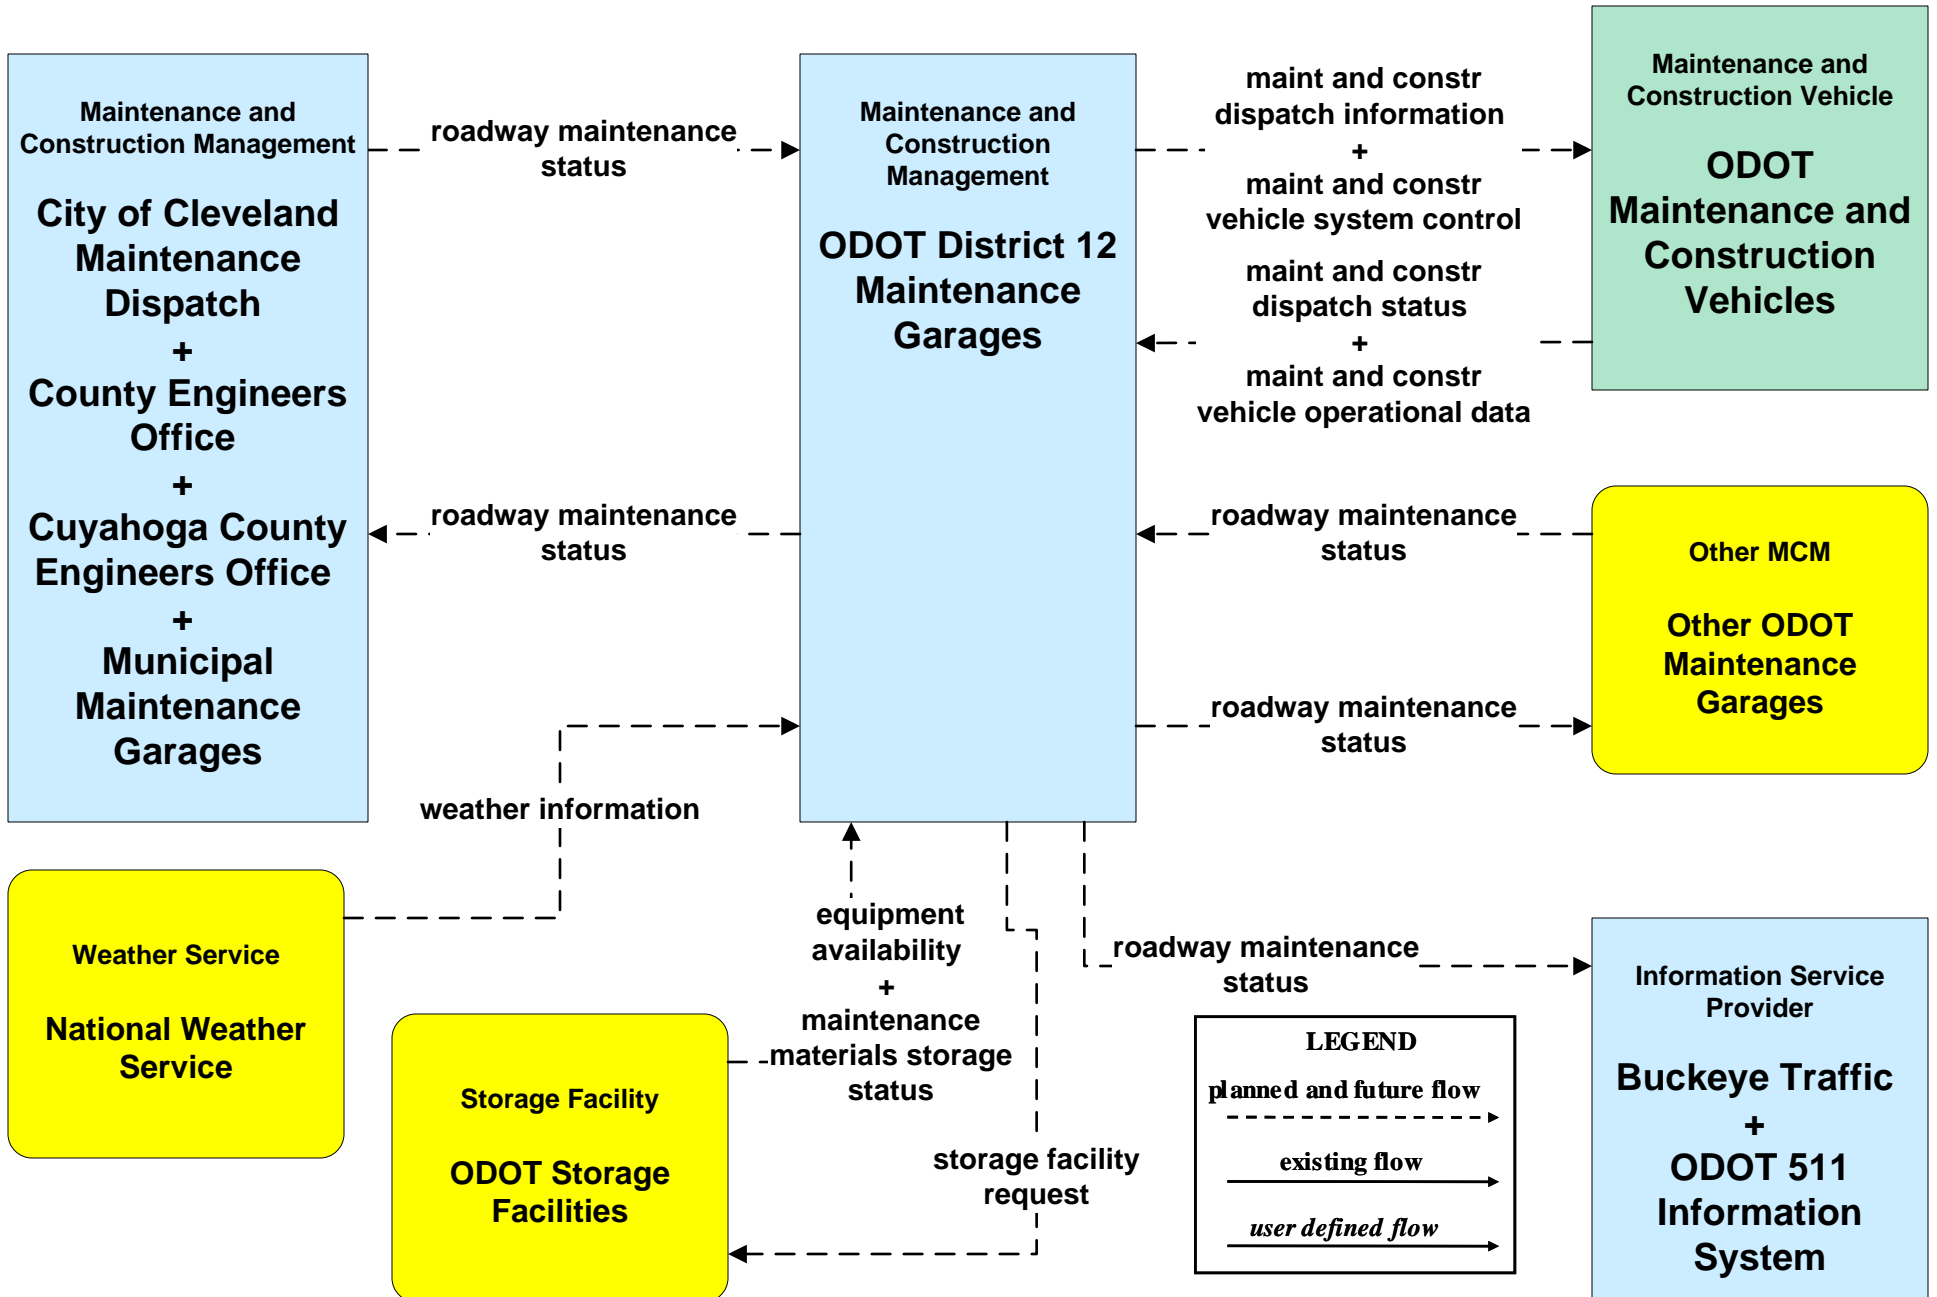 Maintenance and
Construction Management
City of Cleveland
Maintenance
Dispatch
+
County Engineers
Office
+
Cuyahoga County
Engineers Office
+
Municipal
Maintenance
Garages
roadway maintenance
status
roadway maintenance
status
weather information
Weather Service
National Weather
Service
Maintenance and
Construction
Management
ODOT District 12
Maintenance
Garages
maint and constr
dispatch information
+
maint and constr
vehicle system control
maint and constr
dispatch status
+
maint and constr
vehicle operational data
Maintenance and
Construction Vehicle
ODOT
Maintenance and
Construction
Vehicles
roadway maintenance
status
roadway maintenance
status
Other MCM
Other ODOT
Maintenance
Garages
equipment
availability
+
maintenance
materials storage
status
Storage Facility
ODOT Storage
Facilities
storage facility
request
roadway maintenance
status
Information Service
Provider
Buckeye Traffic
+
ODOT 511
Information
System
LEGEND
planned and future flow
existing flow
user defined flow